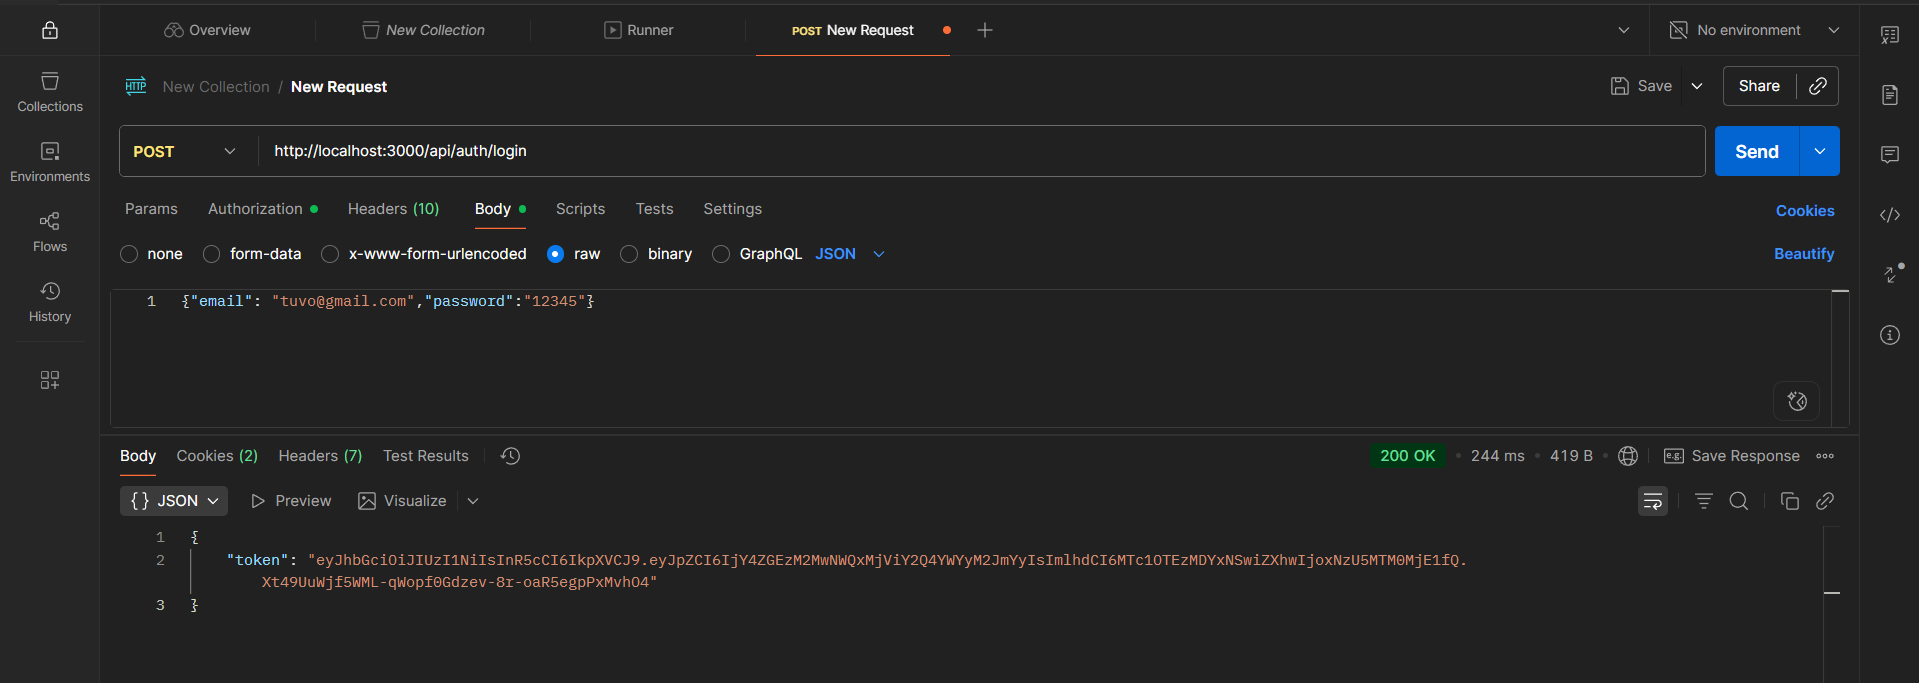 Overview
New Collection
Runner
POST New Request
No environment
Collections
Environments
Flows
History
HTTP New Collection / New Request
Save
Share
POST
http://localhost:3000/api/auth/login
Send
Params Authorization Headers (10) Body Scripts Tests Settings
Cookies
none form-data x-www-form-urlencoded raw binary GraphQL JSON
Beautify
1 {"email": "tuvo@gmail.com","password":"12345"}
Body Cookies (2) Headers (7) Test Results
200 OK • 244 ms • 419 B • e.g. Save Response
{} JSON Preview Visualize
1 {
2 "token": "eyJhbGciOiJIUzI1NiIsInR5cCI6IkpXVCJ9.eyJpZCI6IjY4ZGEzM2MwNWQxMjViY2Q4YWYyM2JmYyIsImlhdCI6MTc1OTEzMDYxNSwiZXhwIjoxNzU5MTM0MjE1fQ.
Xt49UuWjf5WML-qWopf0Gdzev-8r-oaR5egpPxMvhO4"
3 }